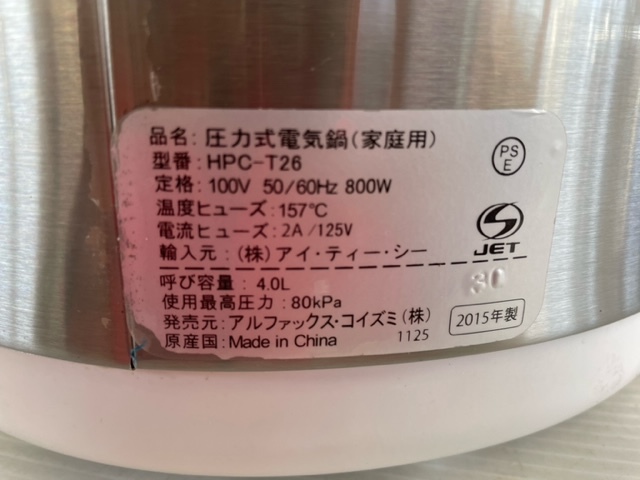 品名: 圧力式電気鍋(家庭用)
型番: HPC-T26
定格: 100V 50/60Hz 800W
温度ヒューズ: 157℃
電流ヒューズ: 2A/125V
輸入元: (株)アイ・ティー・シー
PS
E
JET
呼び容量: 4.0L
使用最高圧力: 80kPa
発売元: アルファックス・コイズミ(株)
原産国: Made in China
1125
2015年製
30